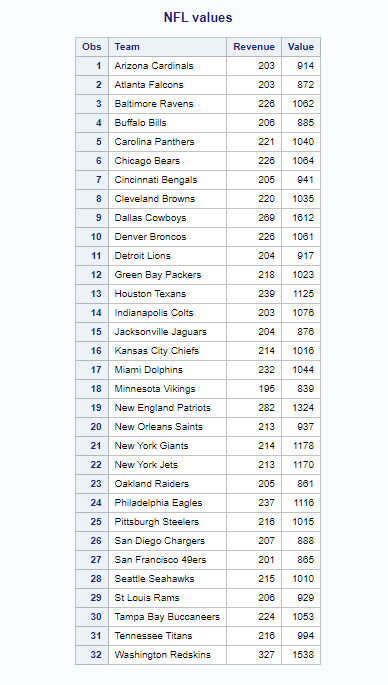 NFL values
Obs Team Revenue Value
1 Arizona Cardinals 203 914
2 Atlanta Falcons 203 872
3 Baltimore Ravens 226 1062
4 Buffalo Bills 206 885
5 Carolina Panthers 221 1040
6 Chicago Bears 226 1064
7 Cincinnati Bengals 205 941
8 Cleveland Browns 220 1035
9 Dallas Cowboys 269 1612
10 Denver Broncos 226 1061
11 Detroit Lions 204 917
12 Green Bay Packers 218 1023
13 Houston Texans 239 1125
14 Indianapolis Colts 203 1076
15 Jacksonville Jaguars 204 876
16 Kansas City Chiefs 214 1016
17 Miami Dolphins 232 1044
18 Minnesota Vikings 195 839
19 New England Patriots 282 1324
20 New Orleans Saints 213 937
21 New York Giants 214 1178
22 New York Jets 213 1170
23 Oakland Raiders 205 861
24 Philadelphia Eagles 237 1116
25 Pittsburgh Steelers 216 1015
26 San Diego Chargers 207 888
27 San Francisco 49ers 201 865
28 Seattle Seahawks 215 1010
29 St Louis Rams 206 929
30 Tampa Bay Buccaneers 224 1053
31 Tennessee Titans 216 994
32 Washington Redskins 327 1538